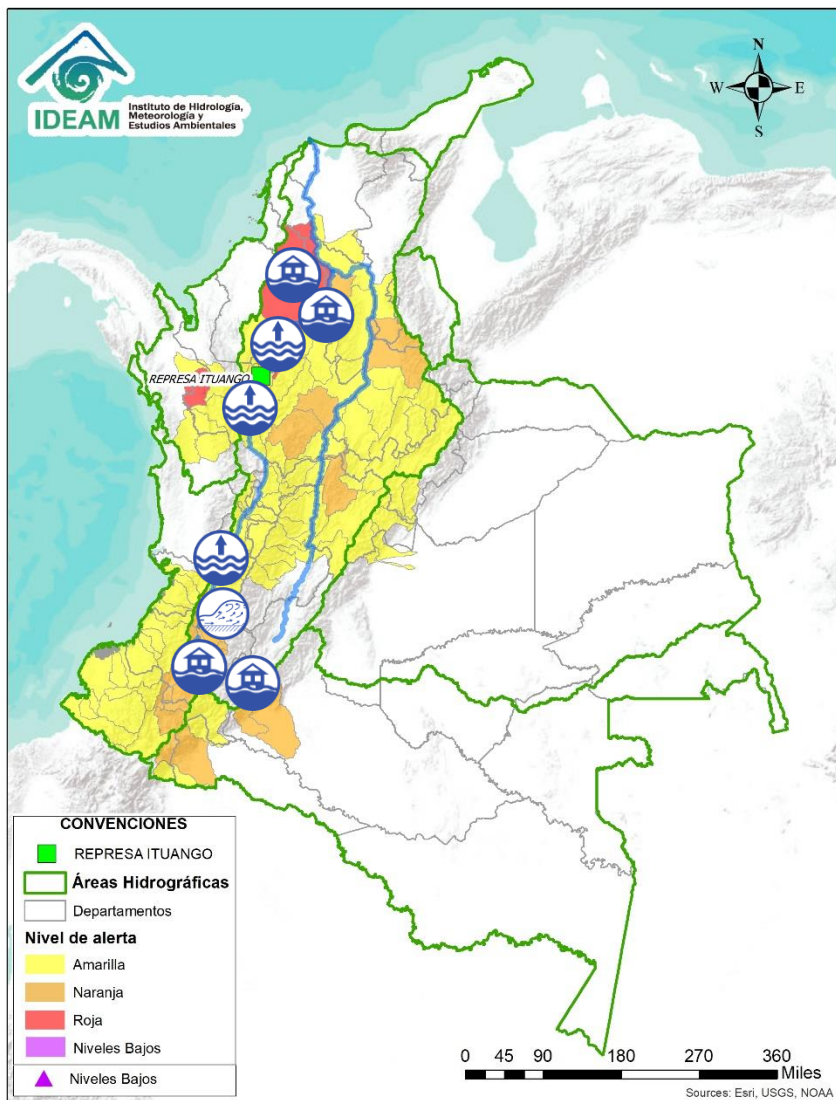 IDEAM
Instituto de Hidrología,
Meteorología y
Estudios Ambientales
N
W
E
S
REPRESA ITUANGO
CONVENCIONES
REPRESA ITUANGO
Áreas Hidrográficas
Departamentos
Nivel de alerta
Amarilla
Naranja
Roja
Niveles Bajos
Niveles Bajos
0 45 90 180 270 360
Miles
Sources: Esri, USGS, NOAA